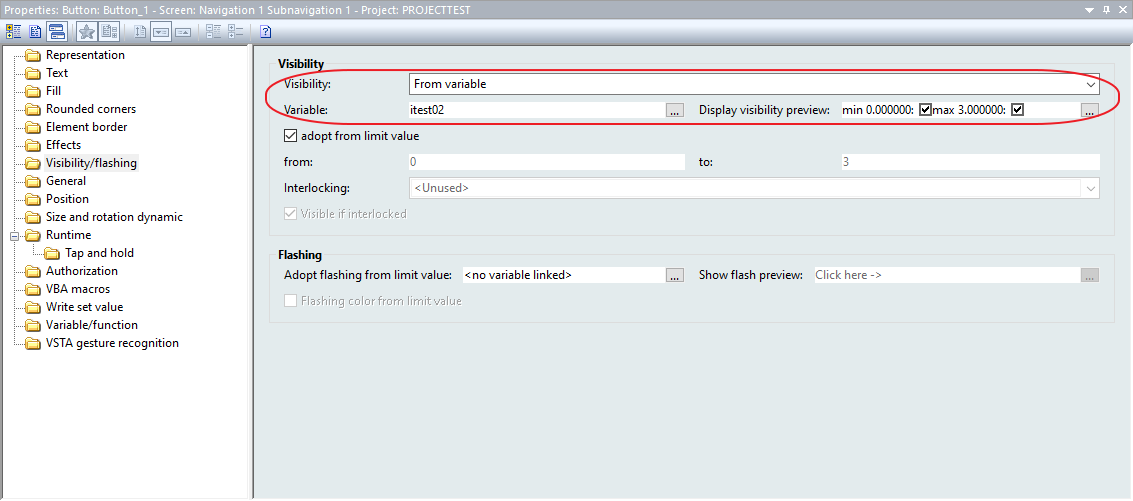 Properties: Button: Button_1 - Screen: Navigation 1 Subnavigation 1 - Project: PROJECTTEST
Representation
Text
Fill
Rounded corners
Element border
Effects
Visibility/flashing
General
Position
Size and rotation dynamic
Runtime
Tap and hold
Authorization
VBA macros
Write set value
Variable/function
VSTA gesture recognition
Visibility
Visibility: From variable
Variable: itest02 ... Display visibility preview: min 0.000000: max 3.000000: ...
adopt from limit value
from: 0 to: 3
Interlocking: <Unused>
Visible if interlocked
Flashing
Adopt flashing from limit value: <no variable linked> ... Show flash preview: Click here -> ...
Flashing color from limit value